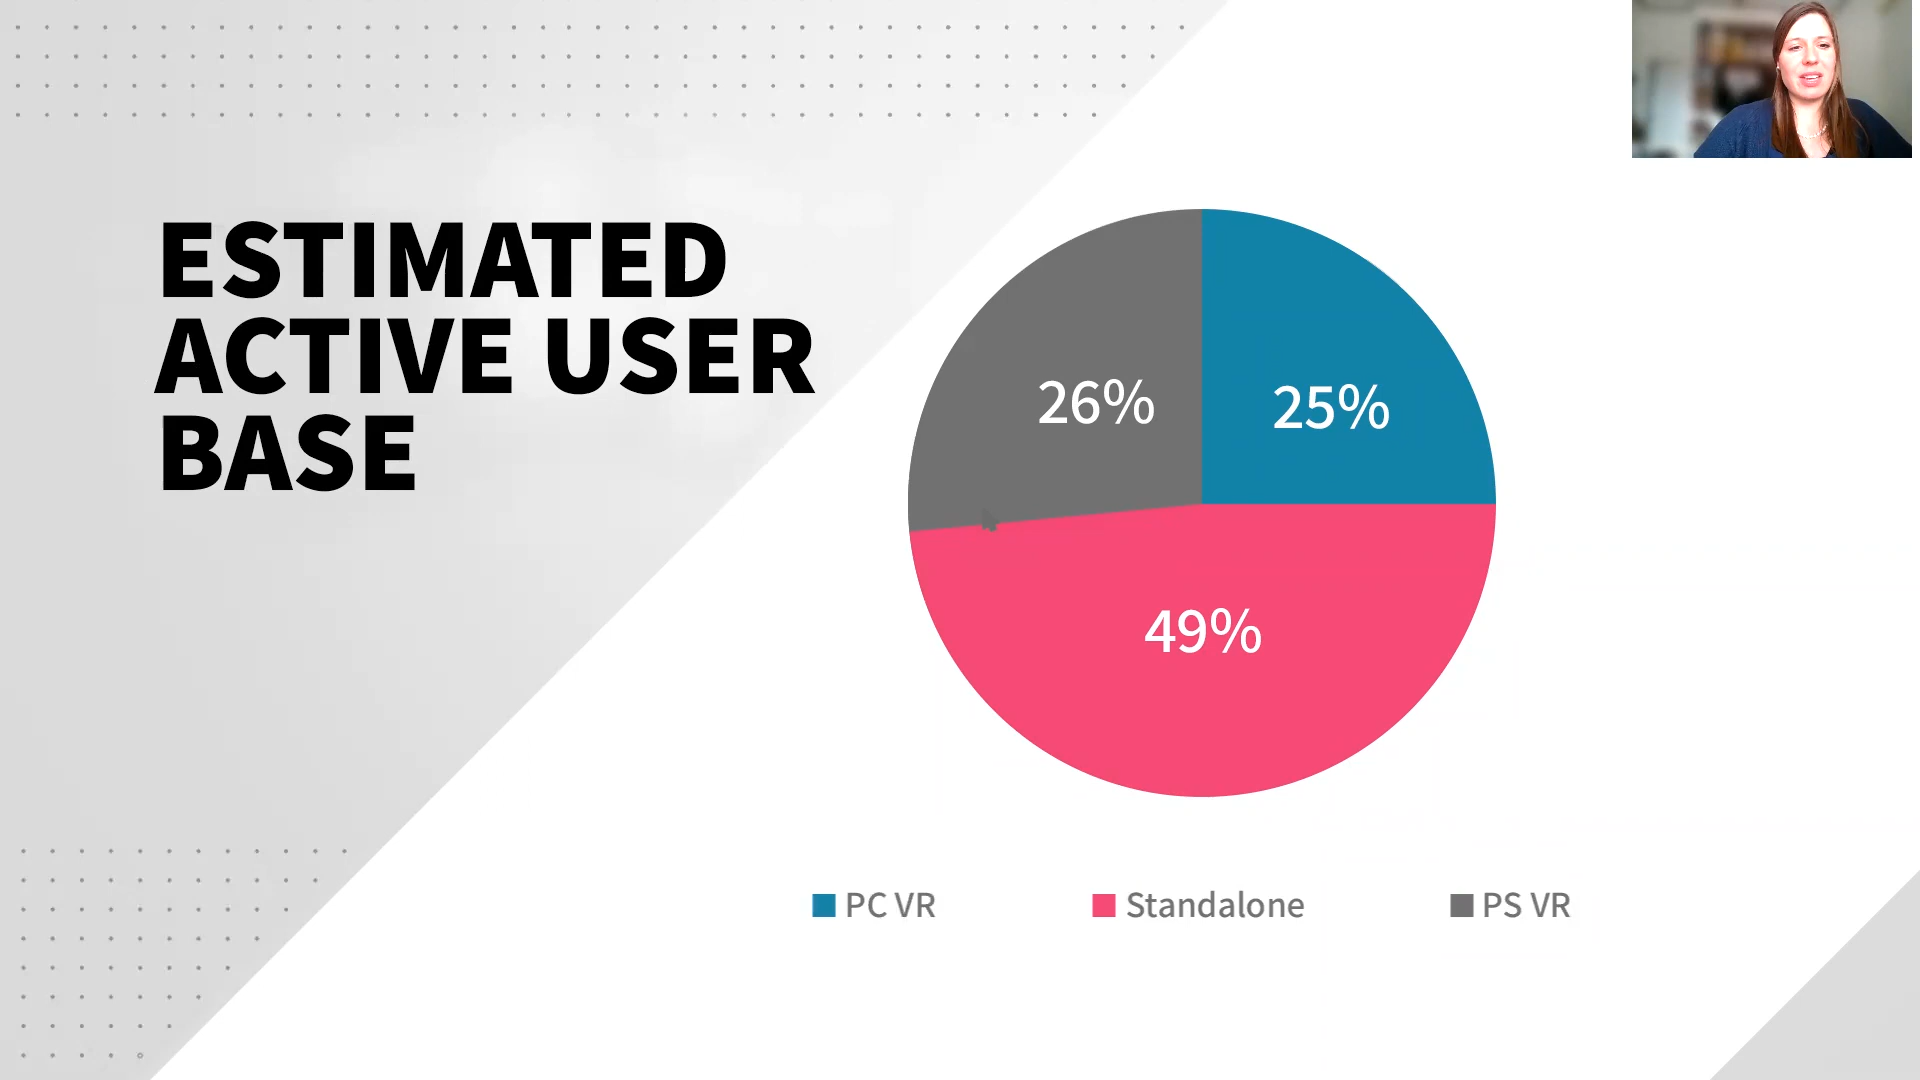 ESTIMATED
ACTIVE USER
BASE
26%
25%
49%
PC VR
Standalone
PS VR